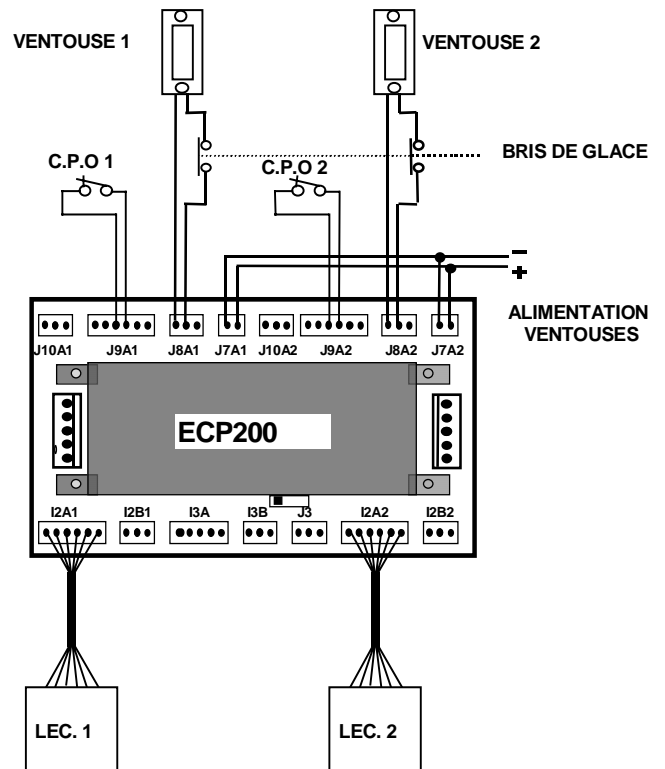 VENTOUSE 1
VENTOUSE 2
BRIS DE GLACE
C.P.O 1
C.P.O 2
–
+
ALIMENTATION
VENTOUSES
J10A1 J9A1 J8A1 J7A1 J10A2 J9A2 J8A2 J7A2
ECP200
I2A1 I2B1 I3A I3B J3 I2A2 I2B2
LEC. 1
LEC. 2